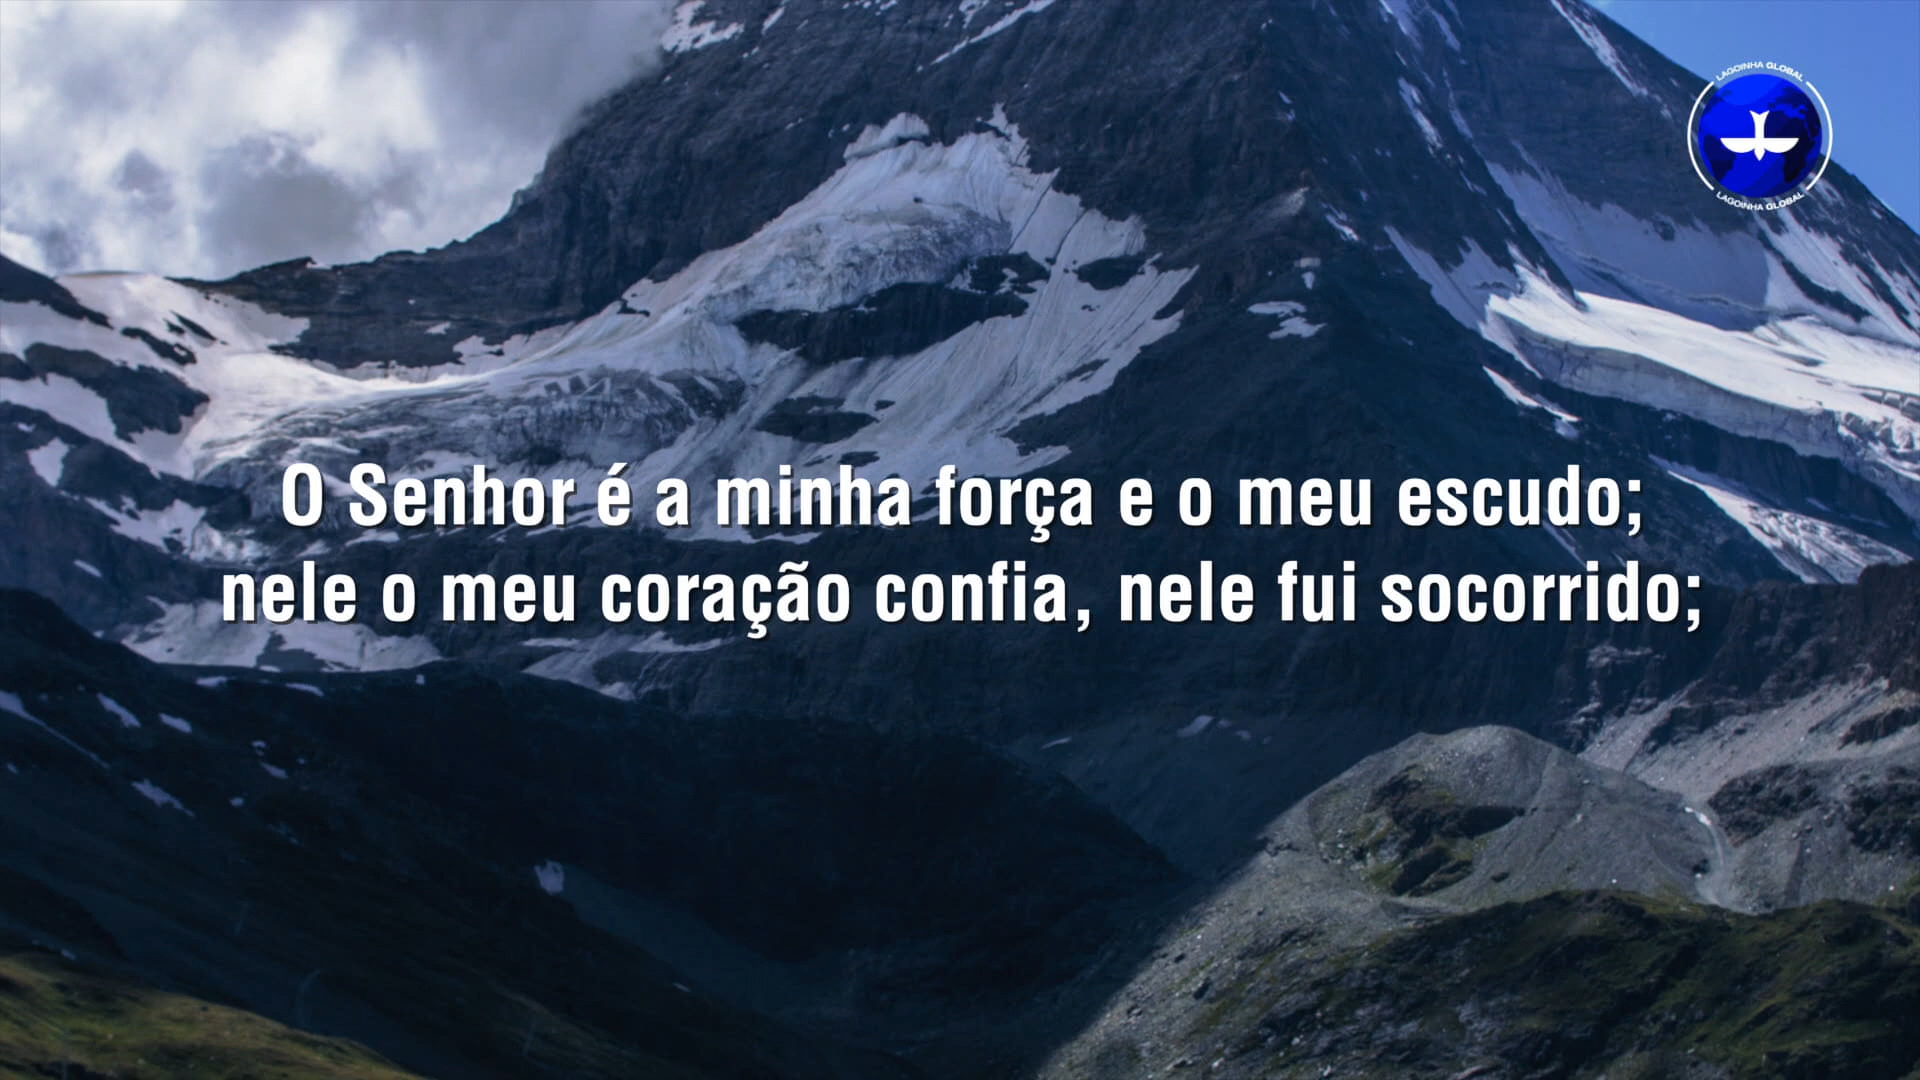 LAGOINHA GLOBAL
LAGOINHA GLOBAL
O Senhor é a minha força e o meu escudo;
nele o meu coração confia, nele fui socorrido;